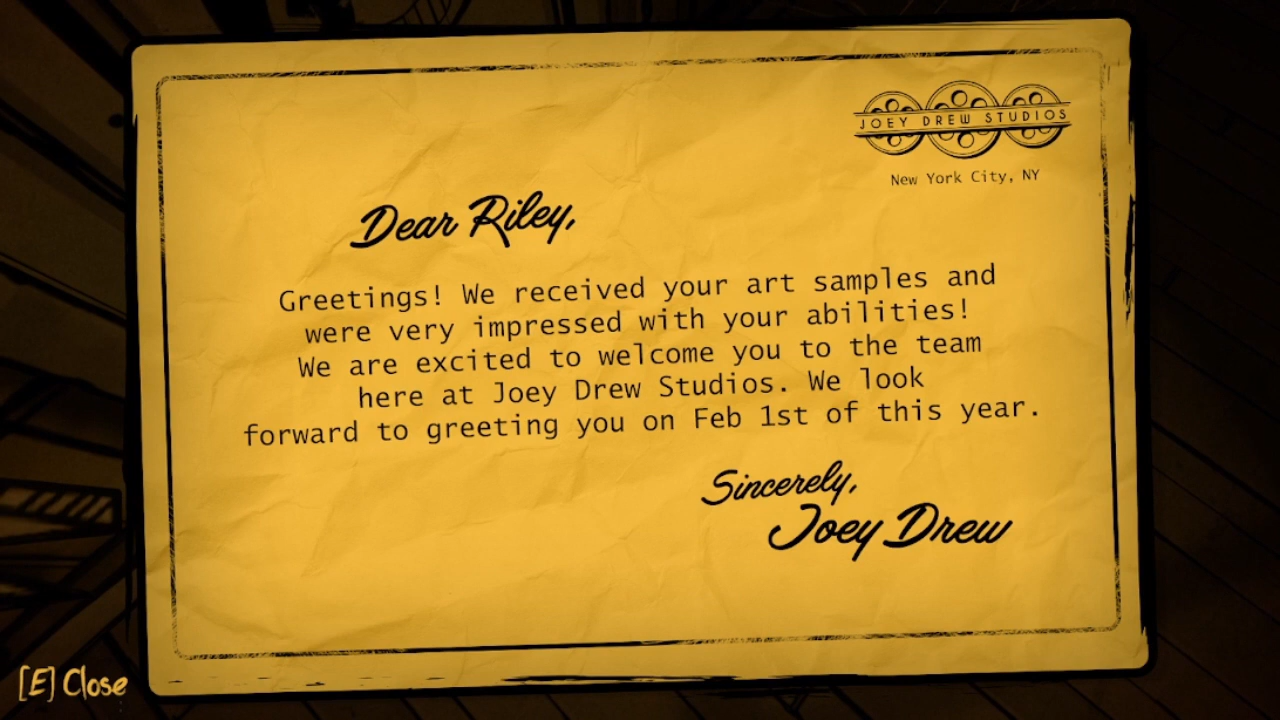 JOEY DREW STUDIOS
New York City, NY
Dear Riley,
Greetings! We received your art samples and
were very impressed with your abilities!
We are excited to welcome you to the team
here at Joey Drew Studios. We look
forward to greeting you on Feb 1st of this year.
Sincerely,
Joey Drew
[E] Close